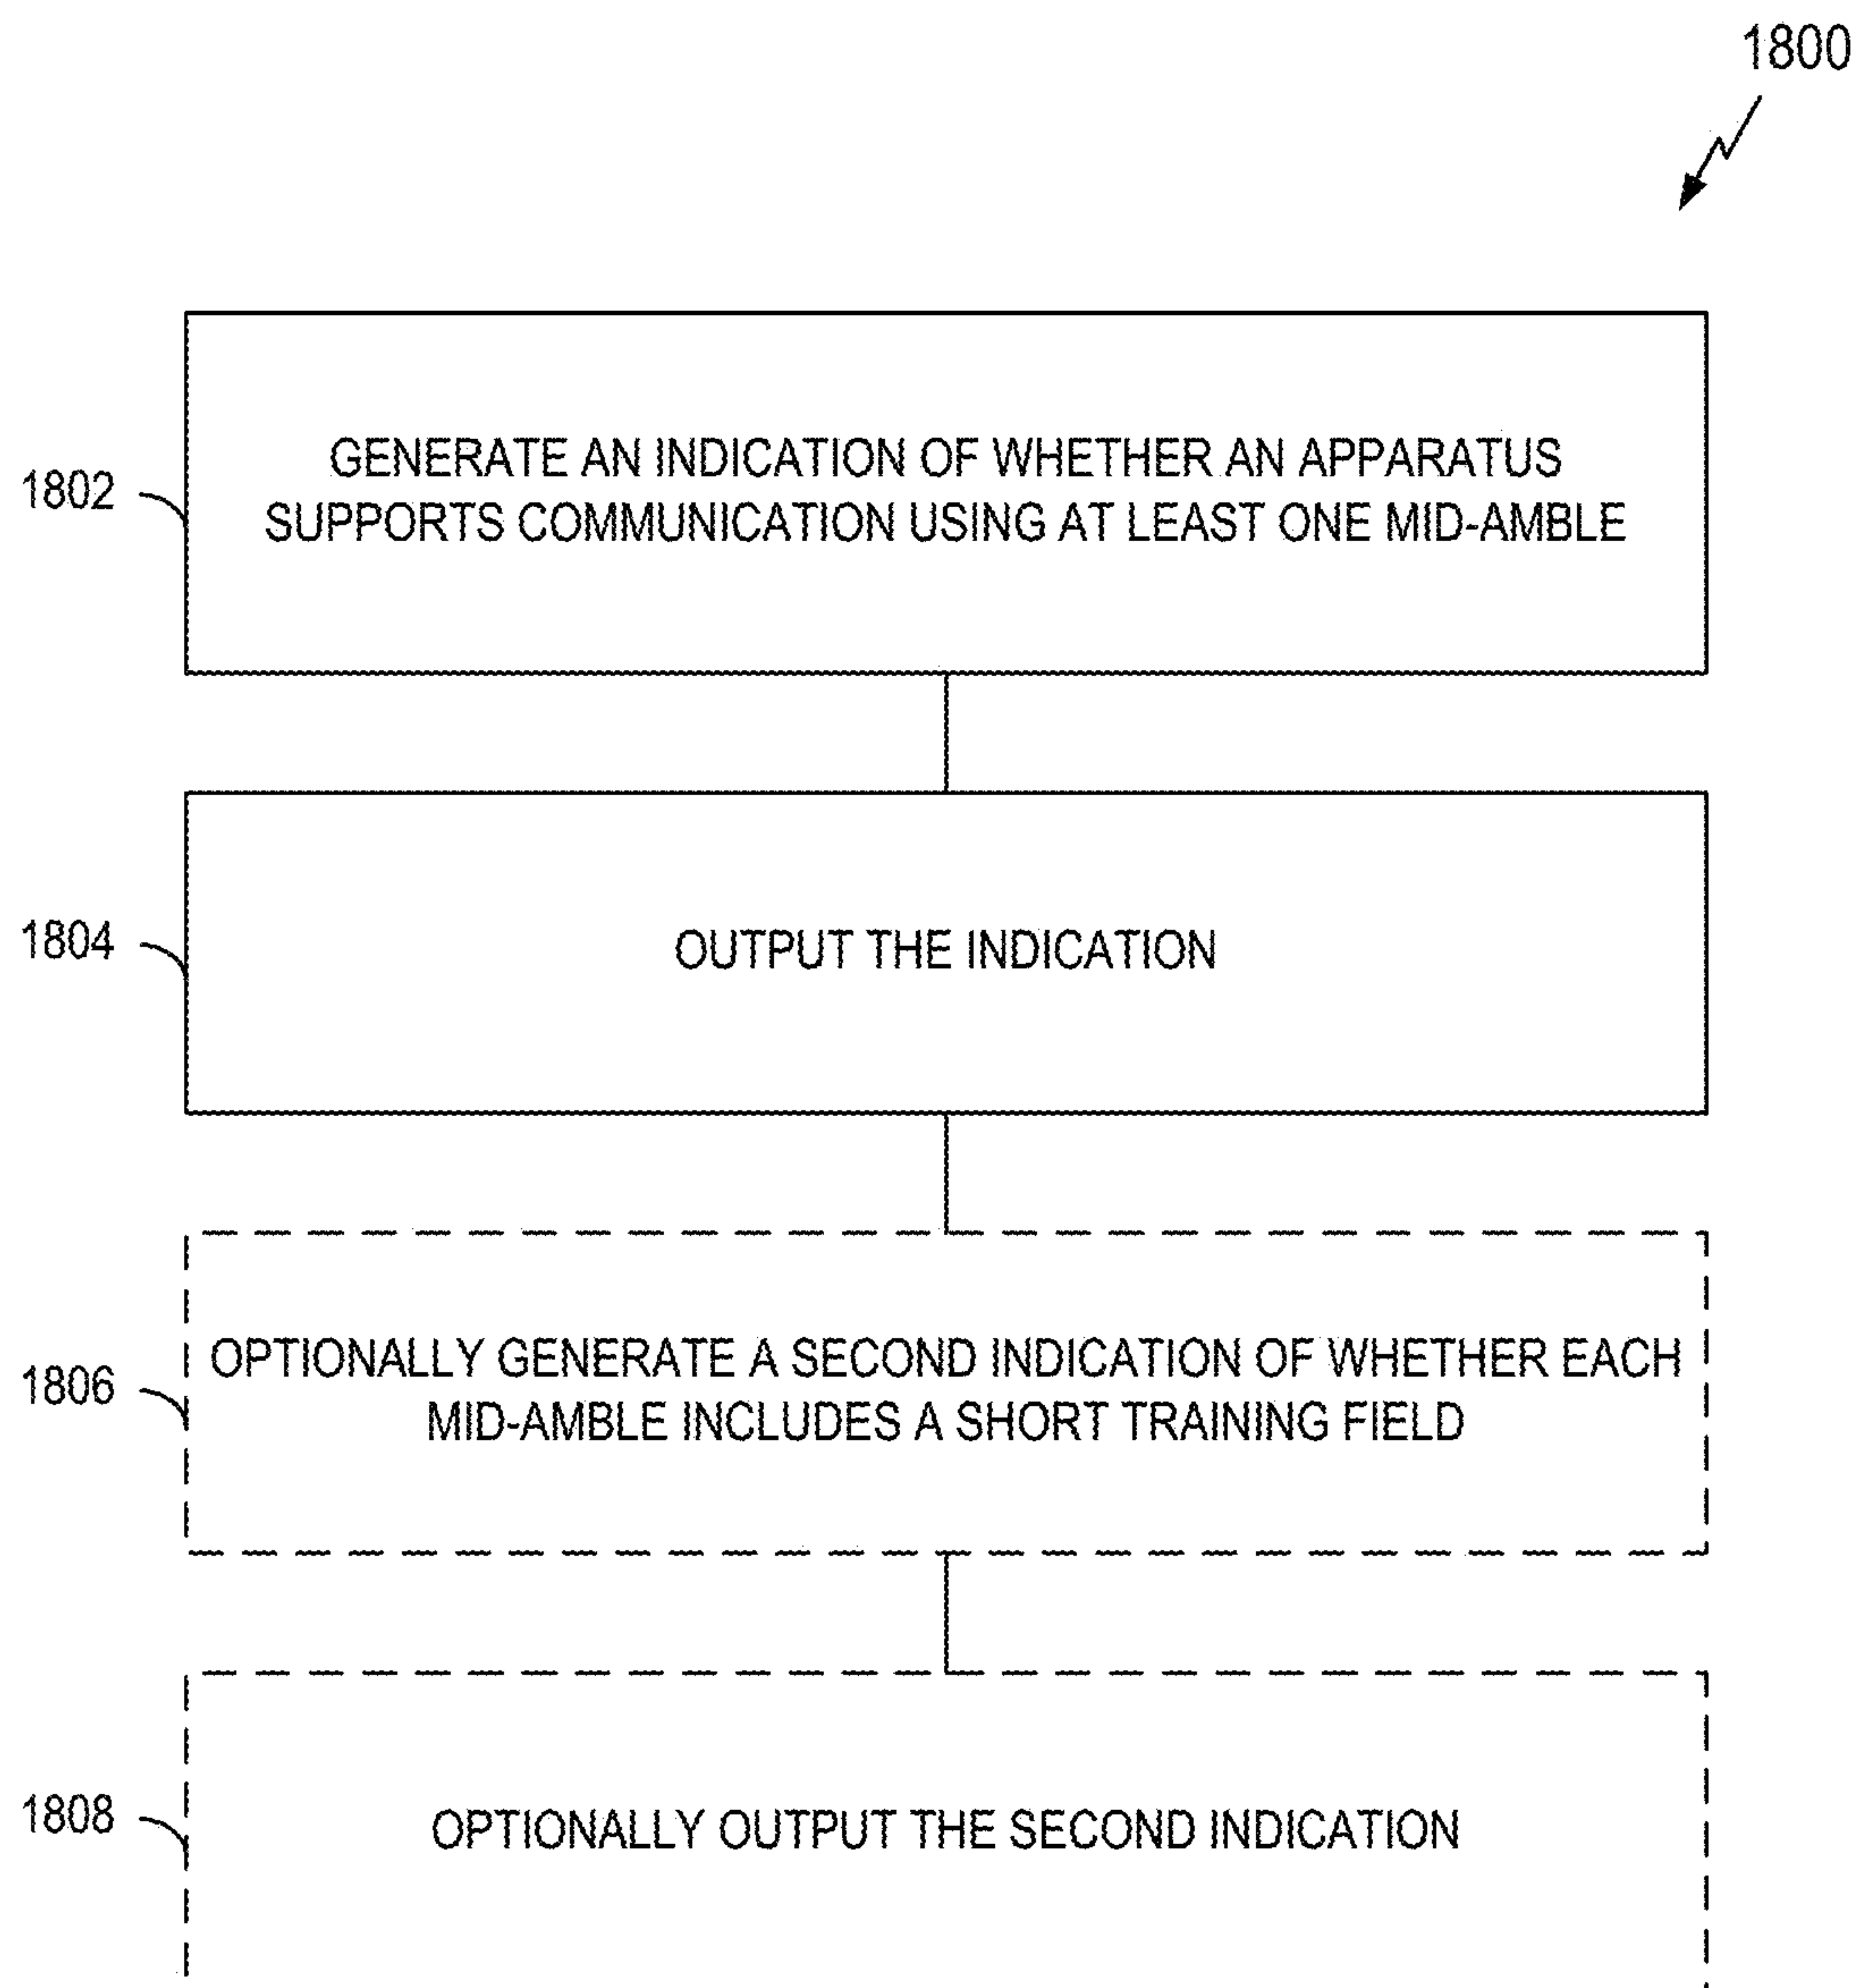 1800
1802
GENERATE AN INDICATION OF WHETHER AN APPARATUS
SUPPORTS COMMUNICATION USING AT LEAST ONE MID-AMBLE
1804
OUTPUT THE INDICATION
1806
OPTIONALLY GENERATE A SECOND INDICATION OF WHETHER EACH
MID-AMBLE INCLUDES A SHORT TRAINING FIELD
1808
OPTIONALLY OUTPUT THE SECOND INDICATION